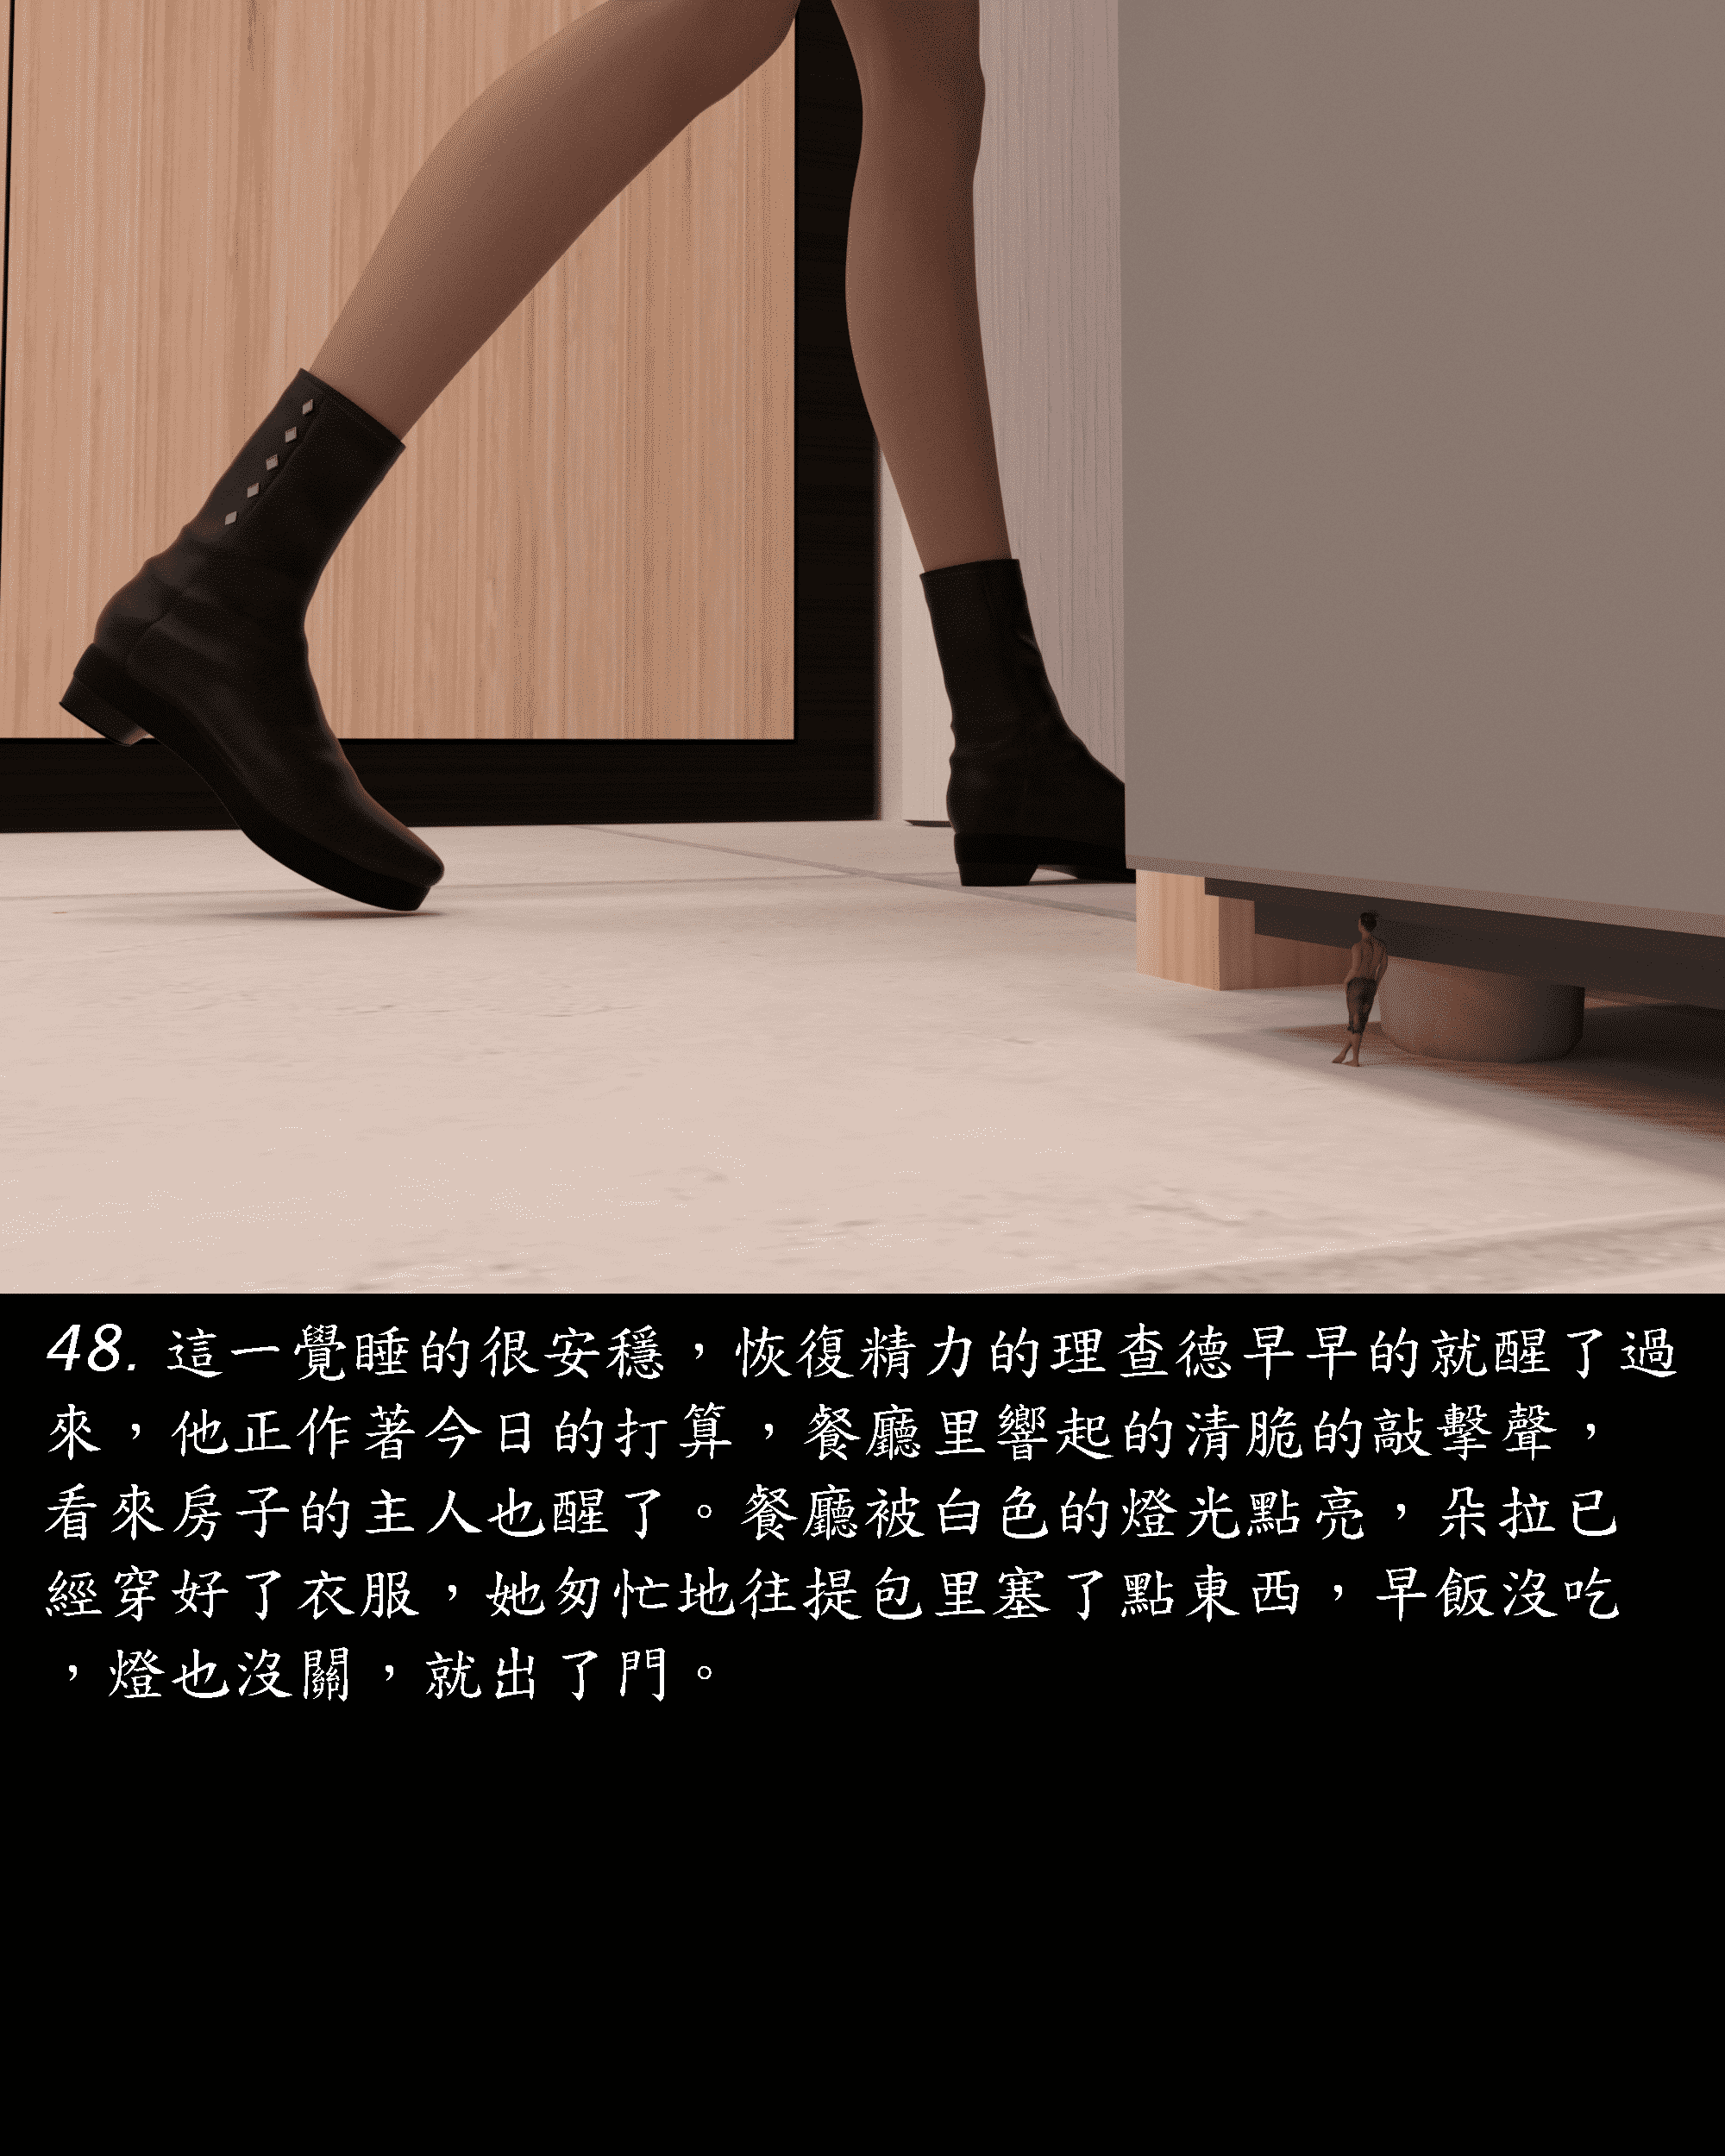 48. 這一覺睡的很安穩，恢復精力的理查德早早的就醒了過
來，他正作著今日的打算，餐廳里響起的清脆的敲擊聲，
看來房子的主人也醒了。餐廳被白色的燈光點亮，朵拉已
經穿好了衣服，她匆忙地往提包里塞了點東西，早飯沒吃
，燈也沒關，就出了門。